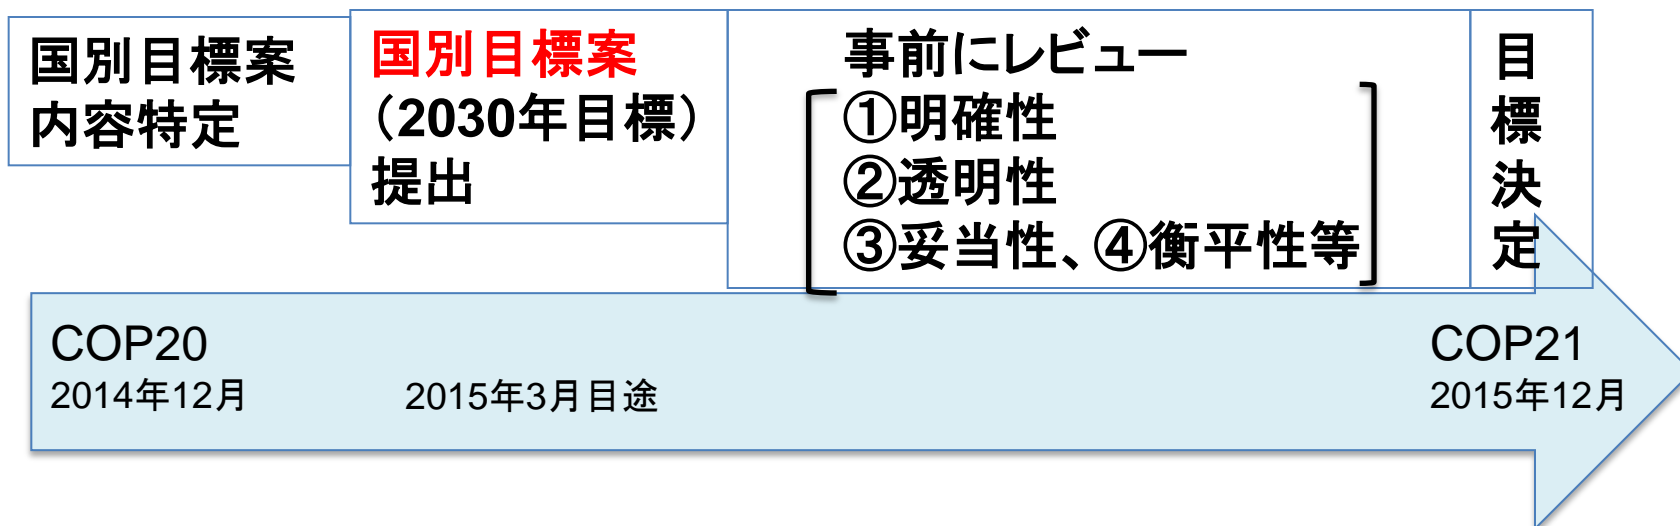 国別目標案
内容特定
国別目標案
（2030年目標）
提出
事前にレビュー
①明確性
②透明性
③妥当性、④衡平性等
目
標
決
定
COP20
2014年12月
2015年3月目途
COP21
2015年12月